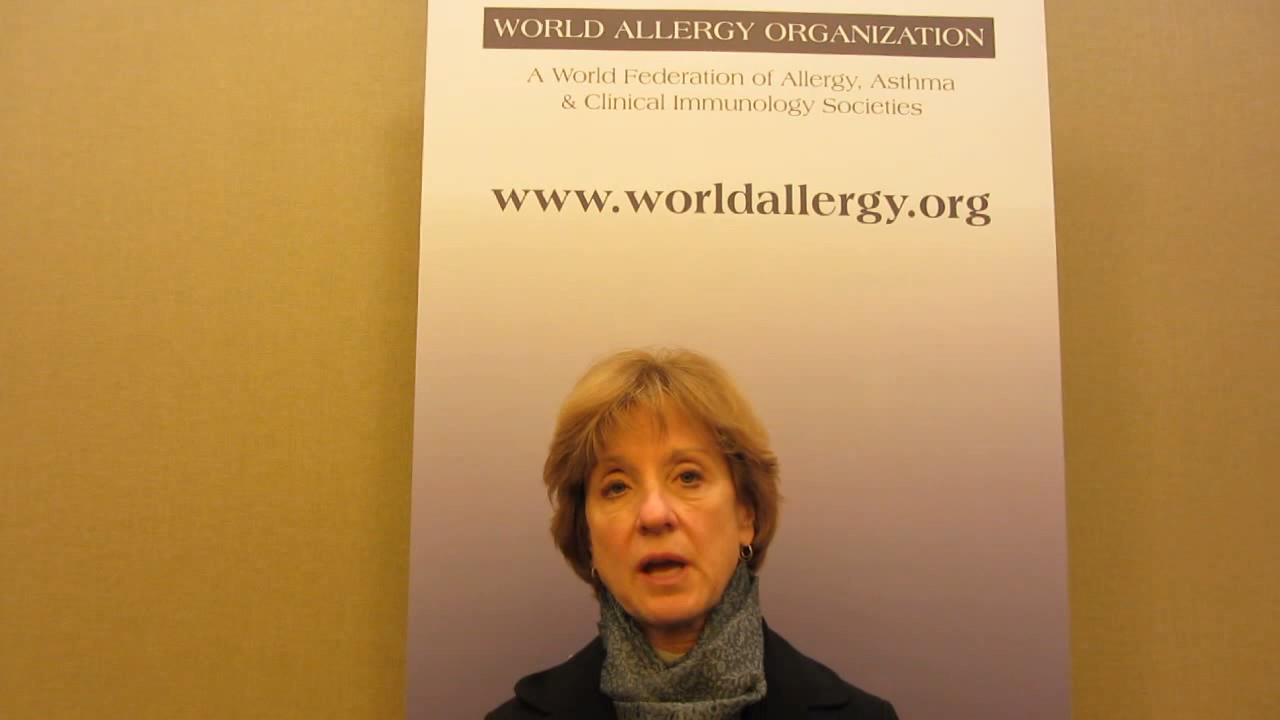 WORLD ALLERGY ORGANIZATION
A World Federation of Allergy, Asthma
& Clinical Immunology Societies
www.worldallergy.org